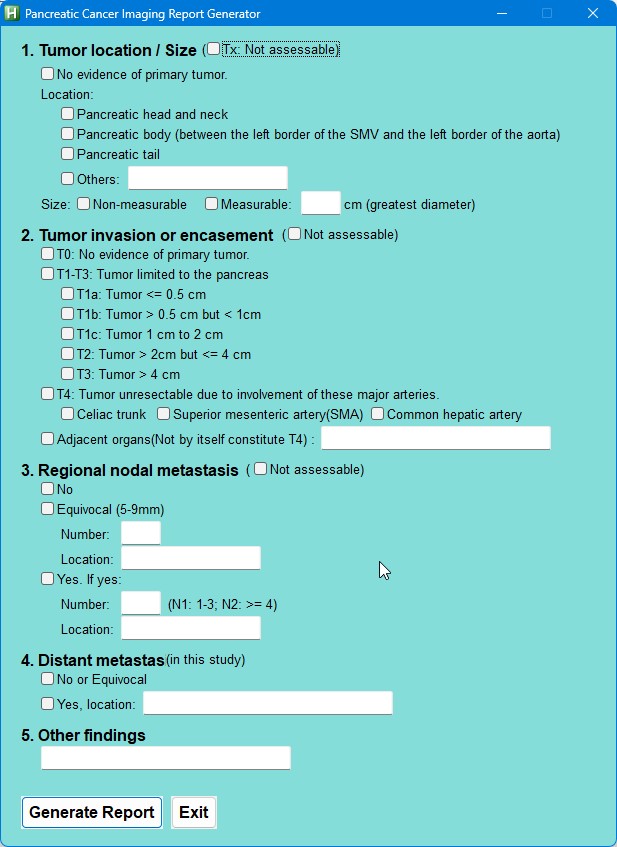 Pancreatic Cancer Imaging Report Generator
1. Tumor location / Size (Tx: Not assessable)
No evidence of primary tumor.
Location:
Pancreatic head and neck
Pancreatic body (between the left border of the SMV and the left border of the aorta)
Pancreatic tail
Others:
Size: Non-measurable Measurable: cm (greatest diameter)
2. Tumor invasion or encasement (Not assessable)
T0: No evidence of primary tumor.
T1-T3: Tumor limited to the pancreas
T1a: Tumor <= 0.5 cm
T1b: Tumor > 0.5 cm but < 1cm
T1c: Tumor 1 cm to 2 cm
T2: Tumor > 2cm but <= 4 cm
T3: Tumor > 4 cm
T4: Tumor unresectable due to involvement of these major arteries.
Celiac trunk Superior mesenteric artery(SMA) Common hepatic artery
Adjacent organs(Not by itself constitute T4) :
3. Regional nodal metastasis ( Not assessable)
No
Equivocal (5-9mm)
Number:
Location:
Yes. If yes:
Number: (N1: 1-3; N2: >= 4)
Location:
4. Distant metastas(in this study)
No or Equivocal
Yes, location:
5. Other findings
Generate Report Exit